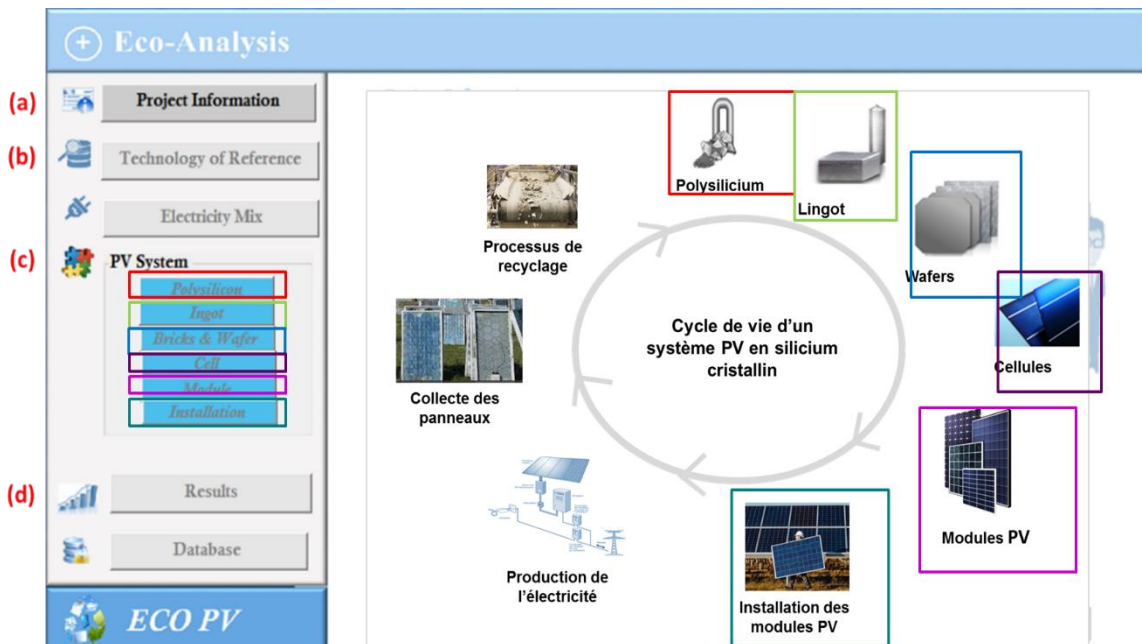 Eco-Analysis
(a)
Project Information
(b)
Technology of Reference
Electricity Mix
(c)
PV System
Polysilicon
Ingot
Bricks & Wafer
Cell
Module
Installation
(d)
Results
Database
ECO PV
Polysilicium
Lingot
Wafers
Cellules
Modules PV
Installation des
modules PV
Production de
l'électricité
Collecte des
panneaux
Processus de
recyclage
Cycle de vie d'un
système PV en silicium
cristallin